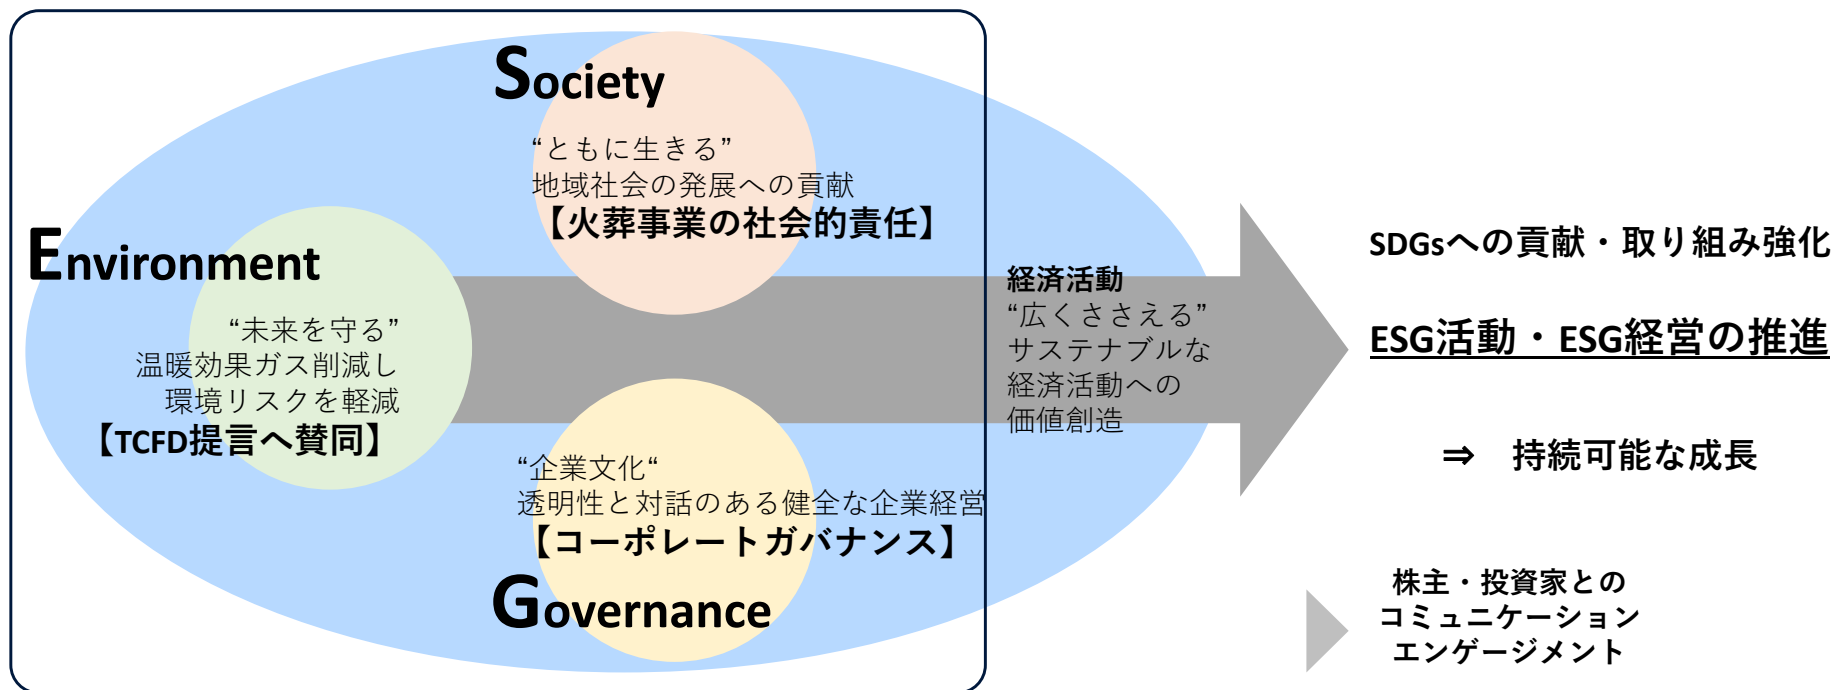 Society
“ともに生きる”
地域社会の発展への貢献
【火葬事業の社会的責任】
Environment
“未来を守る”
温暖効果ガス削減し
環境リスクを軽減
【TCFD提言へ賛同】
“企業文化“
透明性と対話のある健全な企業経営
【コーポレートガバナンス】
Governance
経済活動
“広くささえる”
サステナブルな
経済活動への
価値創造
SDGsへの貢献・取り組み強化
ESG活動・ESG経営の推進
⇒　持続可能な成長
株主・投資家との
コミュニケーション
エンゲージメント